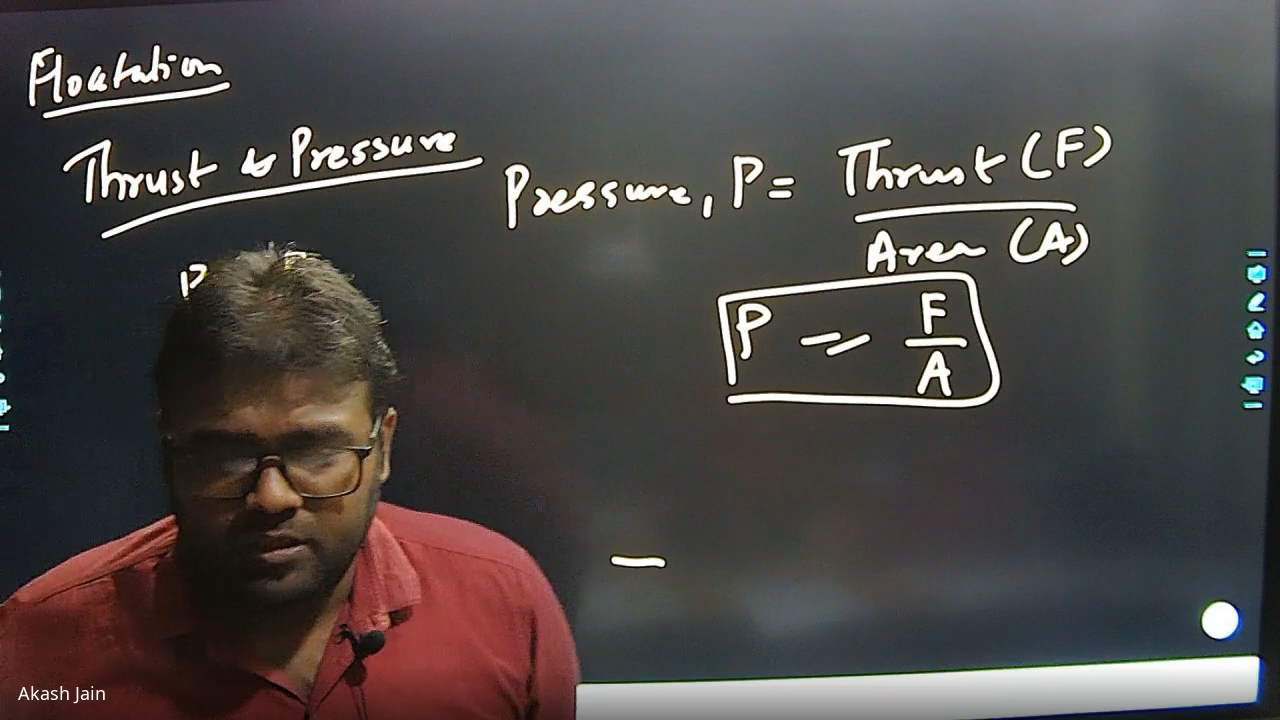 Floatation
Thrust & Pressure
Pressure, P = Thrust (F)
Area (A)
P = F
A
P
Akash Jain